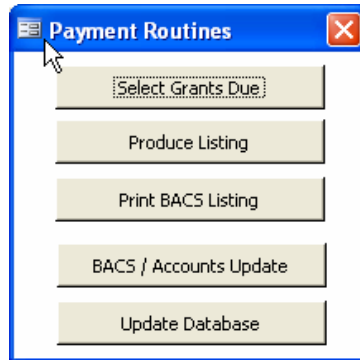 Payment Routines
Select Grants Due
Produce Listing
Print BACS Listing
BACS / Accounts Update
Update Database